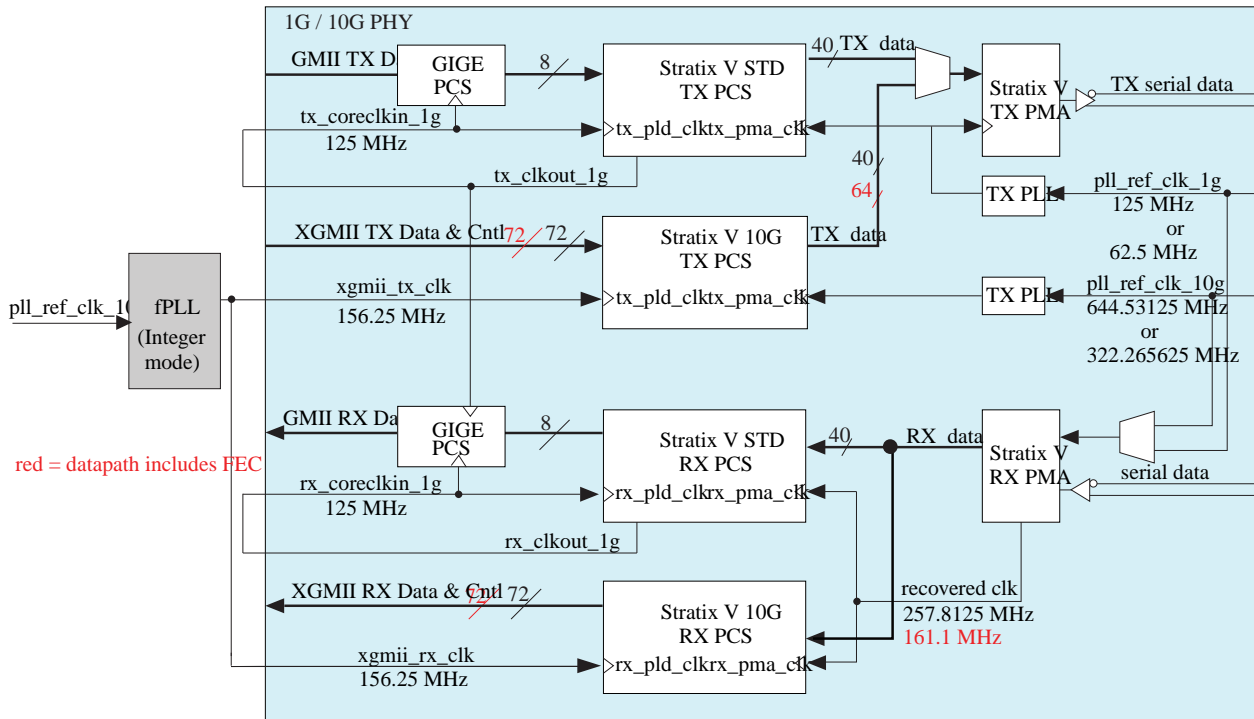 1G / 10G PHY
GMII TX D
GIGE
PCS
8
Stratix V STD
TX PCS
40
TX data
Stratix V
TX PMA
TX serial data
tx_coreclkin_1g
125 MHz
tx_pld_clk
tx_pma_clk
tx_clkout_1g
40
64
TX PLL
pll_ref_clk_1g
125 MHz
or
62.5 MHz
XGMII TX Data & Cntl
72
72
Stratix V 10G
TX PCS
TX data
xgmii_tx_clk
156.25 MHz
tx_pld_clk
tx_pma_clk
TX PLL
pll_ref_clk_10g
644.53125 MHz
or
322.265625 MHz
pll_ref_clk_10
fPLL
(Integer
mode)
GMII RX Da
GIGE
PCS
8
Stratix V STD
RX PCS
40
RX data
Stratix V
RX PMA
serial data
red = datapath includes FEC
rx_coreclkin_1g
125 MHz
rx_pld_clk
rx_pma_clk
rx_clkout_1g
XGMII RX Data & Cntl
72
72
Stratix V 10G
RX PCS
recovered clk
257.8125 MHz
161.1 MHz
xgmii_rx_clk
156.25 MHz
rx_pld_clk
rx_pma_clk